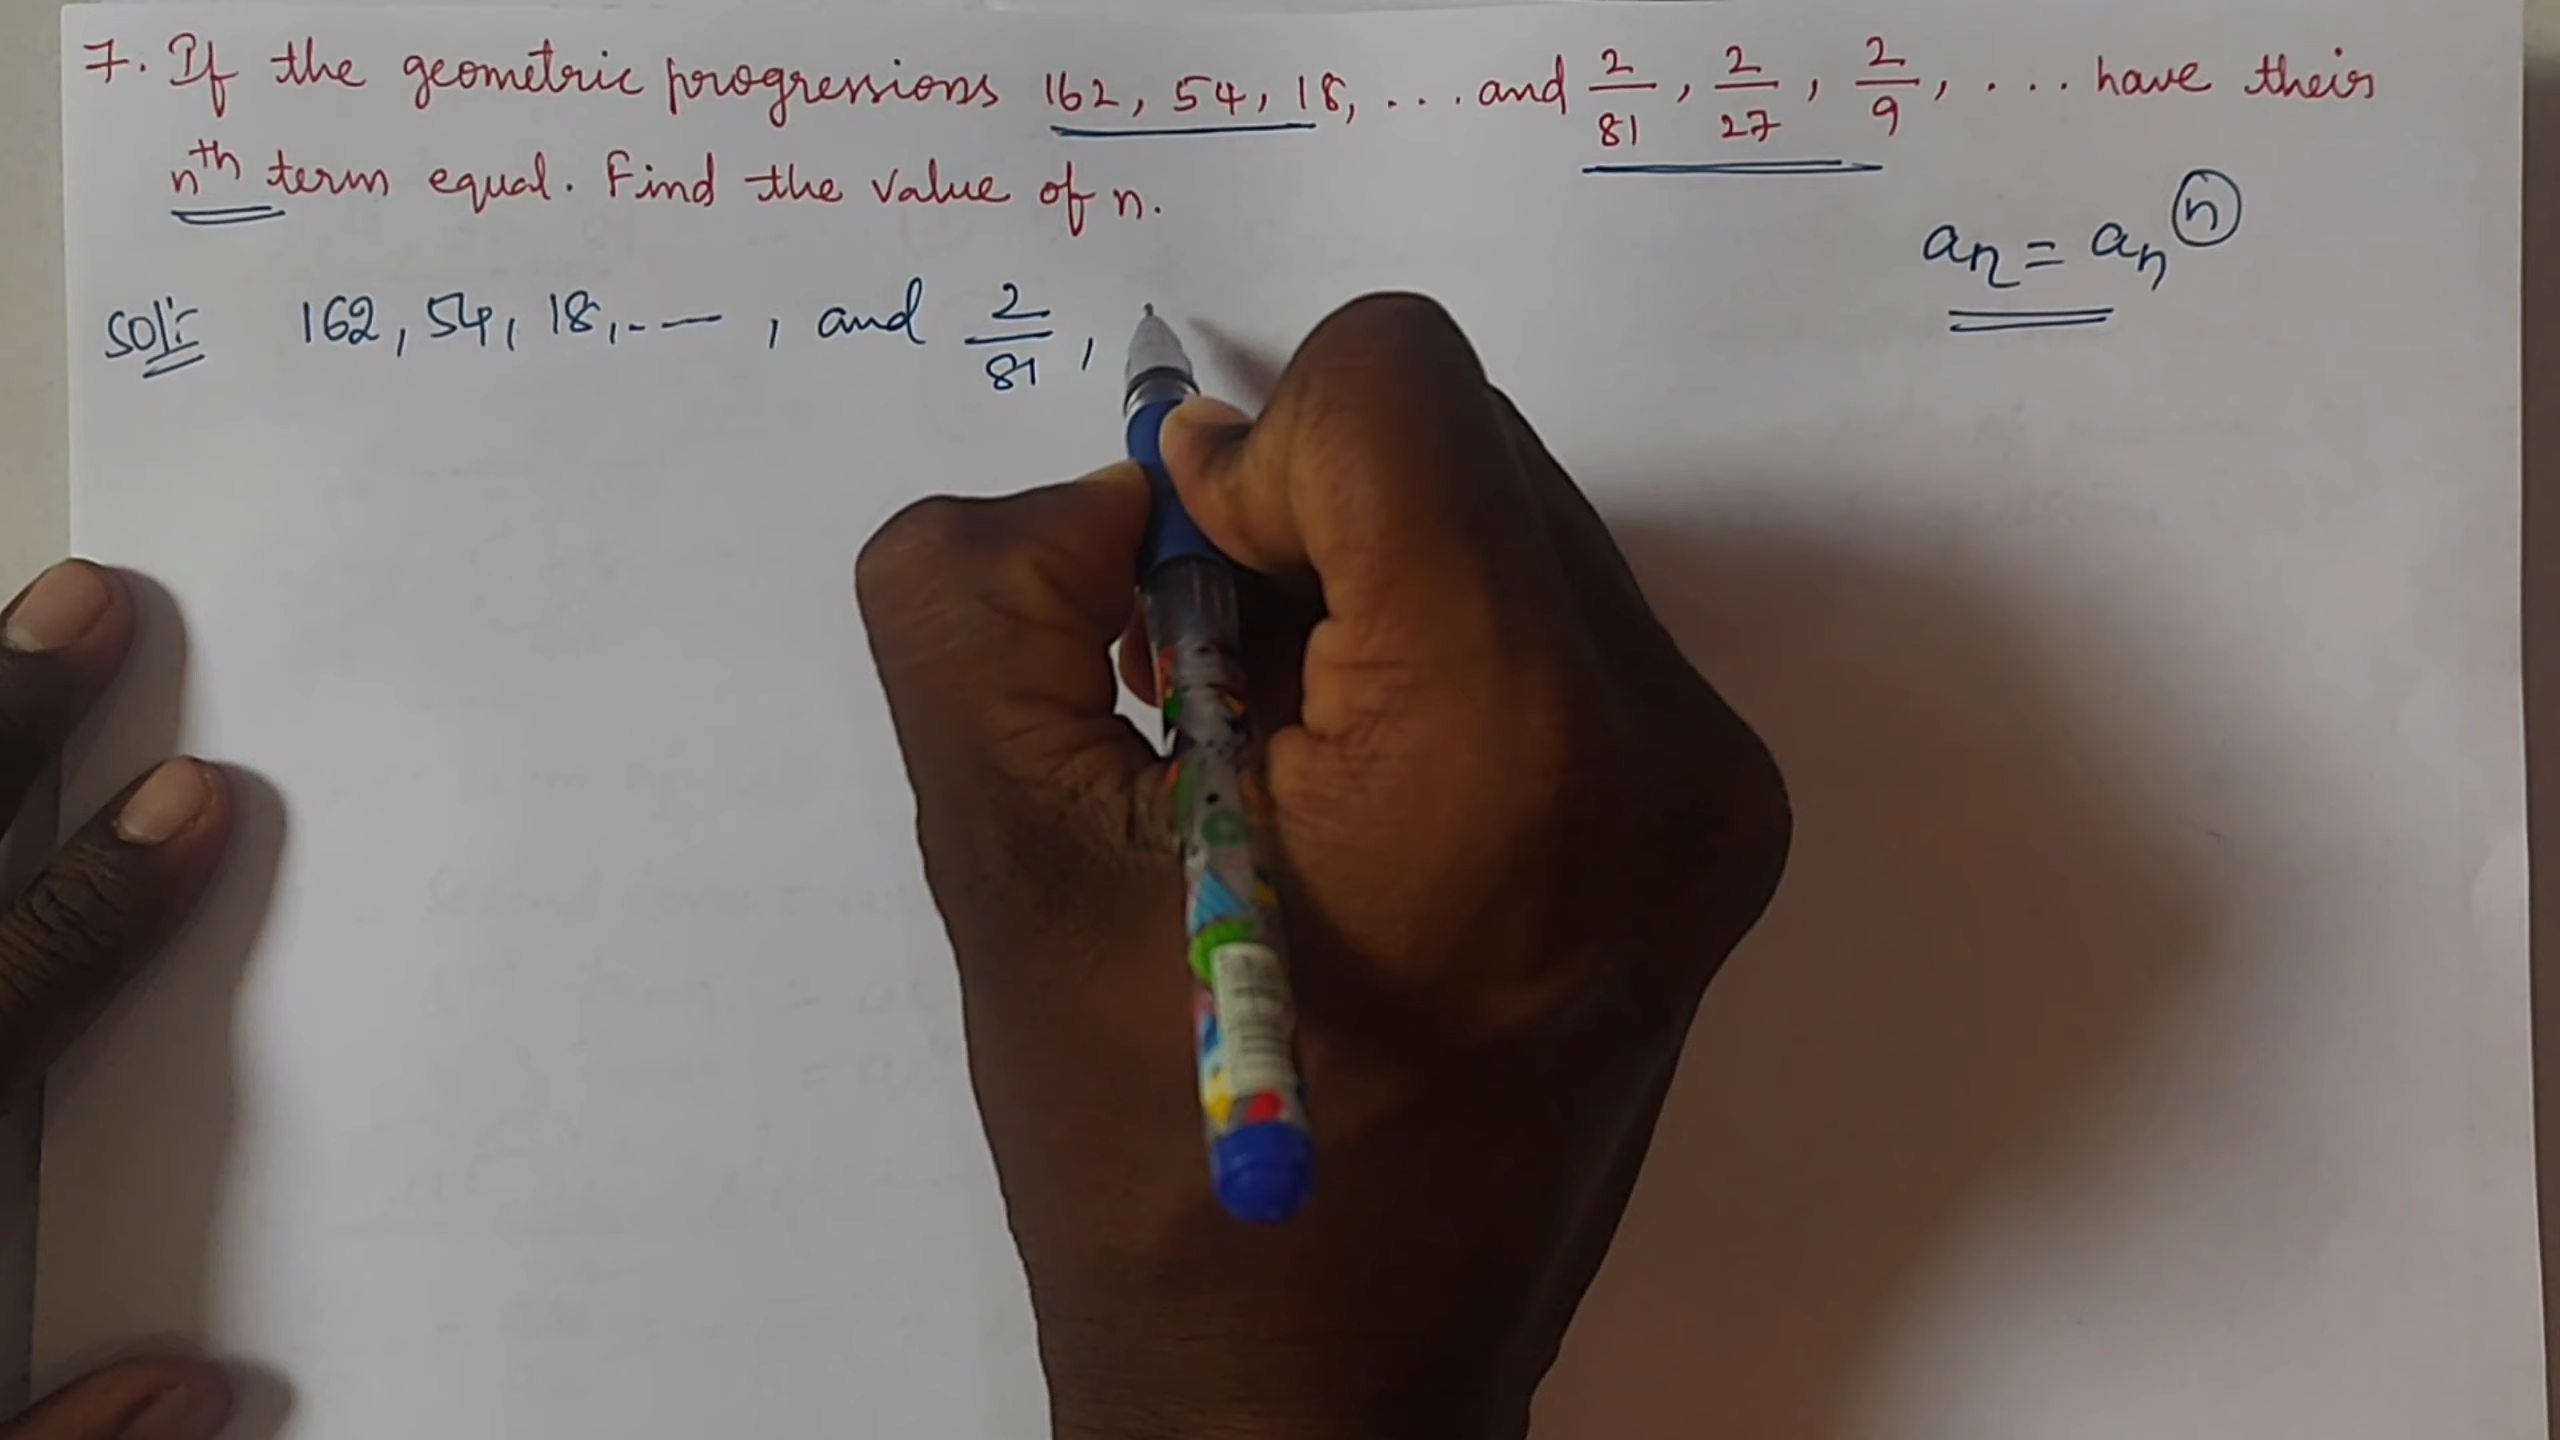 7. If the geometric progressions 162, 54, 18, ... and 2/81, 2/27, 2/9, ... have their
nth term equal. Find the value of n.
an = an n
Sol:- 162, 54, 18, -- — , and 2/81,